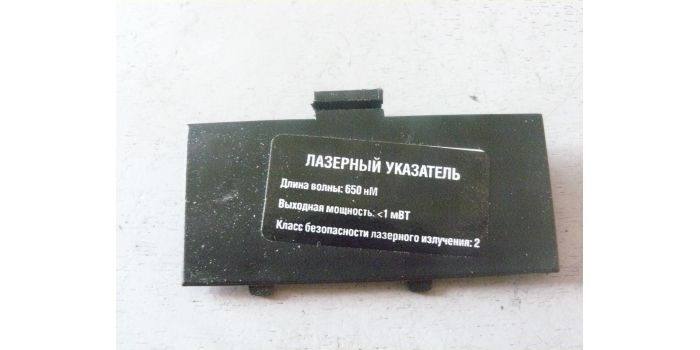 ЛАЗЕРНЫЙ УКАЗАТЕЛЬ
Длина волны: 650 нМ
Выходная мощность: <1 мВТ
Класс безопасности лазерного излучения: 2